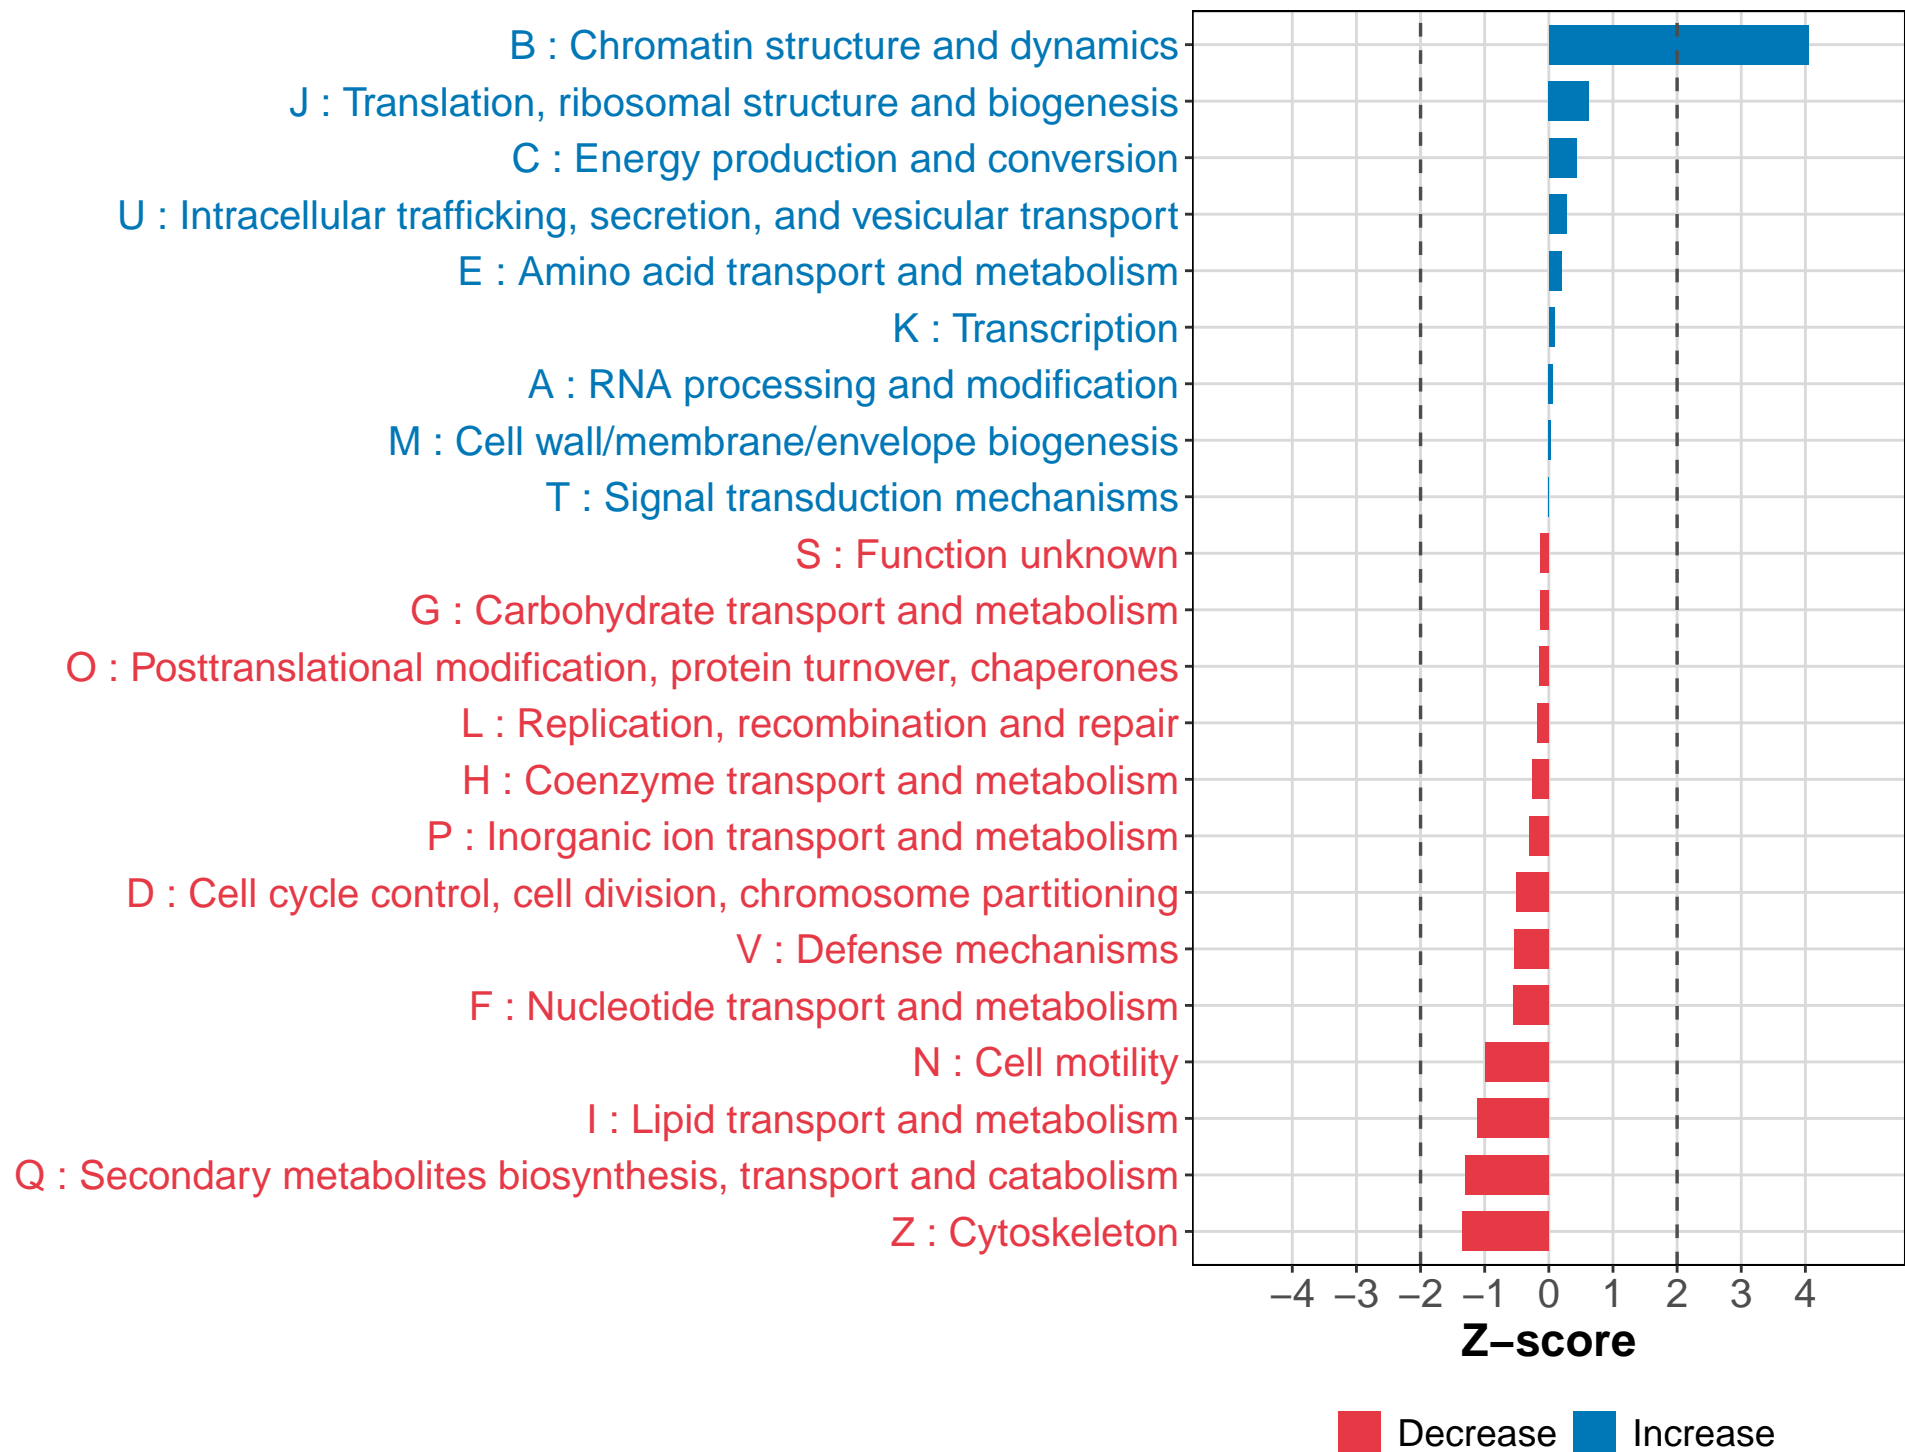 B : Chromatin structure and dynamics
J : Translation, ribosomal structure and biogenesis
C : Energy production and conversion
U : Intracellular trafficking, secretion, and vesicular transport
E : Amino acid transport and metabolism
K : Transcription
A : RNA processing and modification
M : Cell wall/membrane/envelope biogenesis
T : Signal transduction mechanisms
S : Function unknown
G : Carbohydrate transport and metabolism
O : Posttranslational modification, protein turnover, chaperones
L : Replication, recombination and repair
H : Coenzyme transport and metabolism
P : Inorganic ion transport and metabolism
D : Cell cycle control, cell division, chromosome partitioning
V : Defense mechanisms
F : Nucleotide transport and metabolism
N : Cell motility
I : Lipid transport and metabolism
Q : Secondary metabolites biosynthesis, transport and catabolism
Z : Cytoskeleton
−4 −3 −2 −1 0 1 2 3 4
Z−score
Decrease Increase